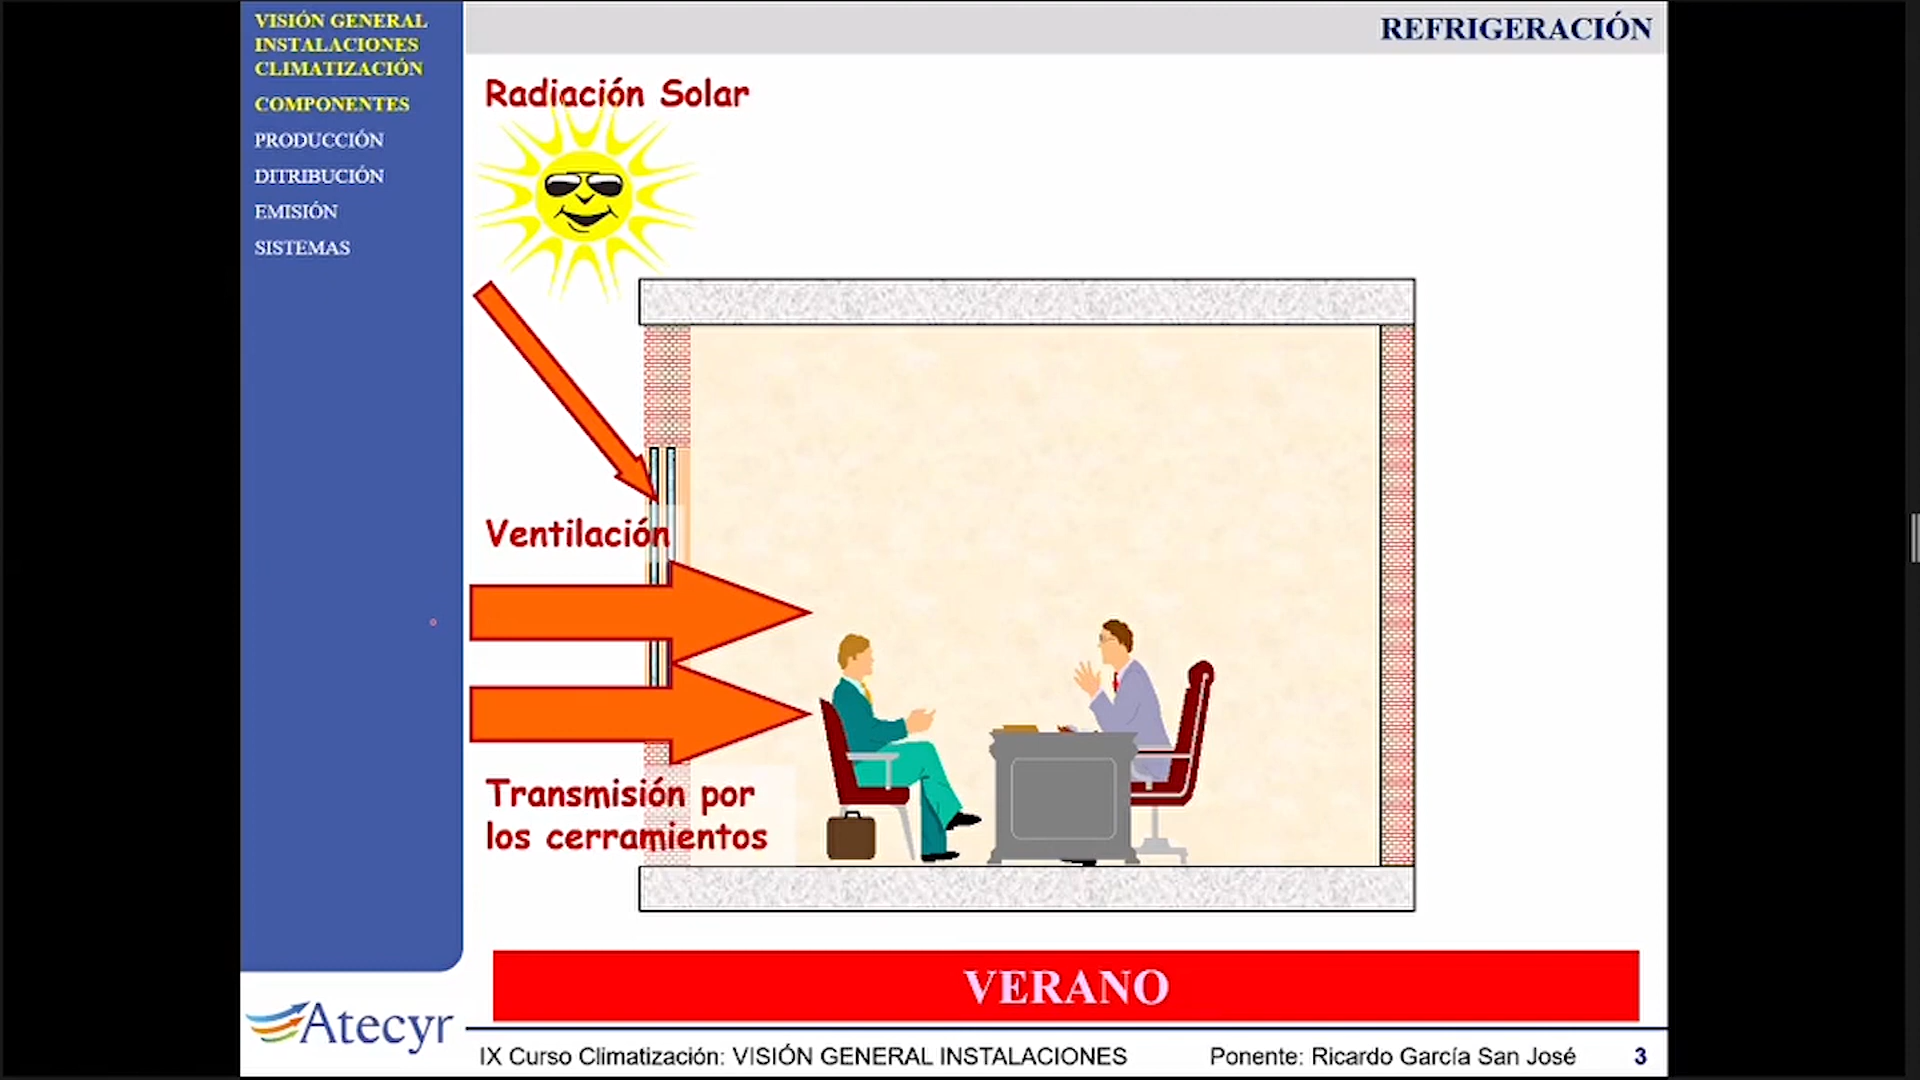 VISIÓN GENERAL
INSTALACIONES
CLIMATIZACIÓN
COMPONENTES
PRODUCCIÓN
DITRIBUCIÓN
EMISIÓN
SISTEMAS
REFRIGERACIÓN
Radiación Solar
Ventilación
Transmisión por
los cerramientos
VERANO
Atecyr
IX Curso Climatización: VISIÓN GENERAL INSTALACIONES
Ponente: Ricardo García San José
3